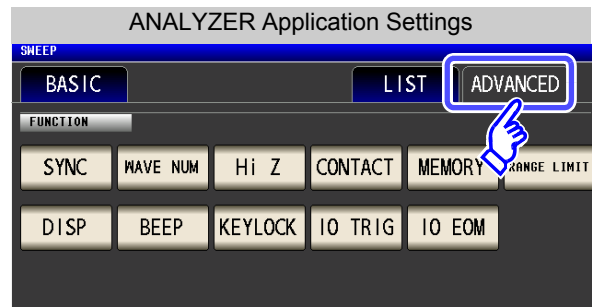 ANALYZER Application Settings
SWEEP
BASIC LIST ADVANCED
FUNCTION
SYNC WAVE NUM Hi Z CONTACT MEMORY RANGE LIMIT
DISP BEEP KEYLOCK IO TRIG IO EOM